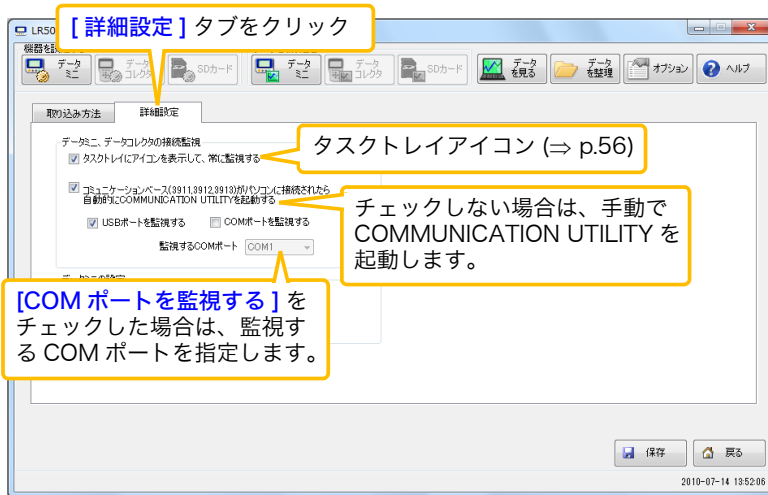 LR50
[ 詳細設定 ] タブをクリック
データ
ミニ
データ
コレクタ
SDカード
データ
ミニ
データ
コレクタ
SDカード
データ
を見る
データ
を整理
オプション
ヘルプ
取り込み方法
詳細設定
データミニ、データコレクタの接続監視
タスクトレイにアイコンを表示して、常に監視する
タスクトレイアイコン (⇒ p.56)
コミュニケーションベース(3911,3912,3913)がパソコンに接続されたら
自動的にCOMMUNICATION UTILITYを起動する
チェックしない場合は、手動で
COMMUNICATION UTILITY を
起動します。
USBポートを監視する
COMポートを監視する
監視するCOMポート
COM1
[COM ポートを監視する ] を
チェックした場合は、監視す
る COM ポートを指定します。
保存
戻る
2010-07-14 13:52:06